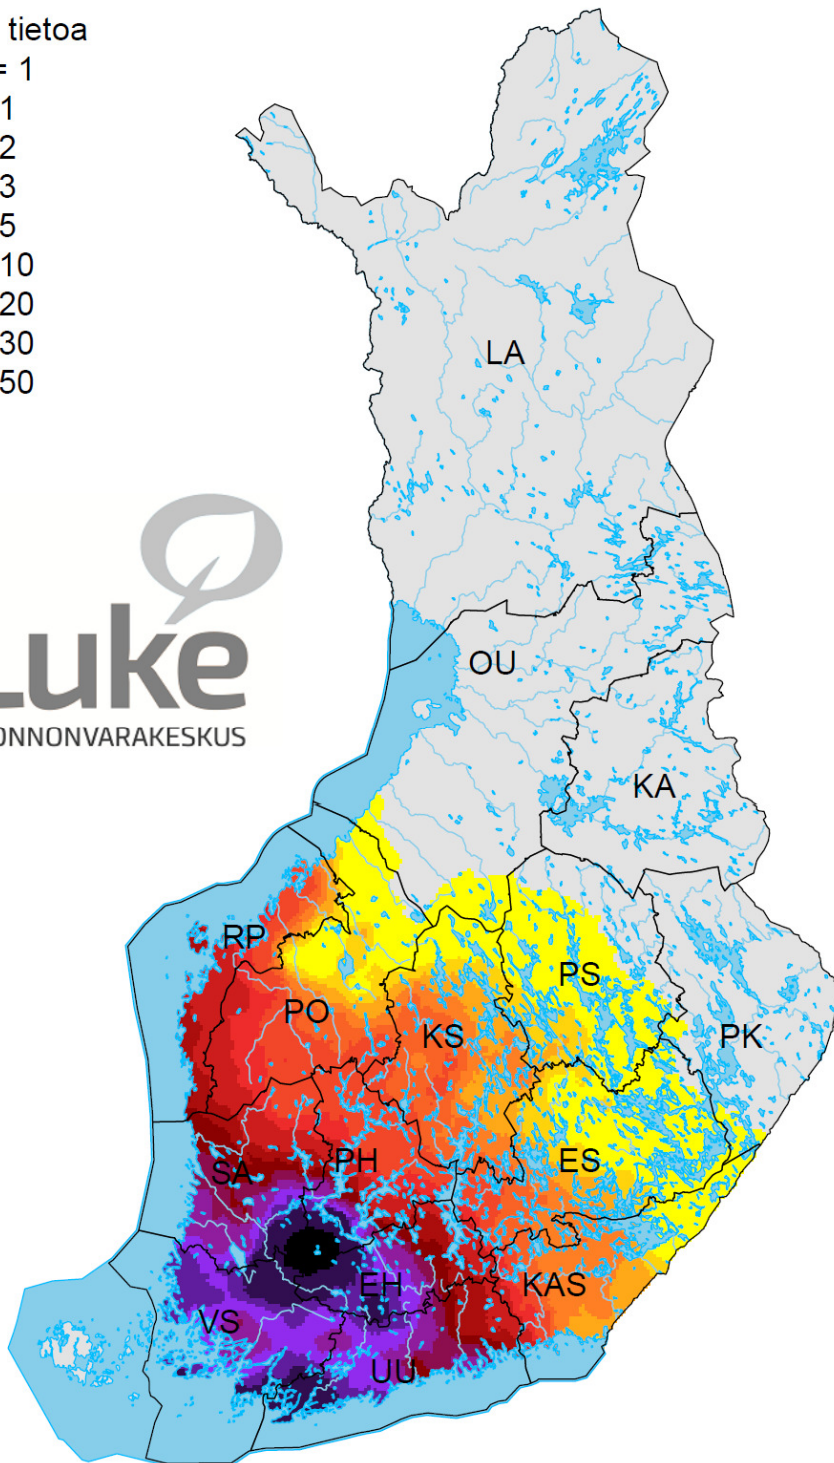 tietoa
= 1
1
2
3
5
10
20
30
50
LA
Luke
ONNONVARAKESKUS
OU
KA
RP
PS
PO
KS
PK
PH
SA
ES
EH
KAS
VS
UU